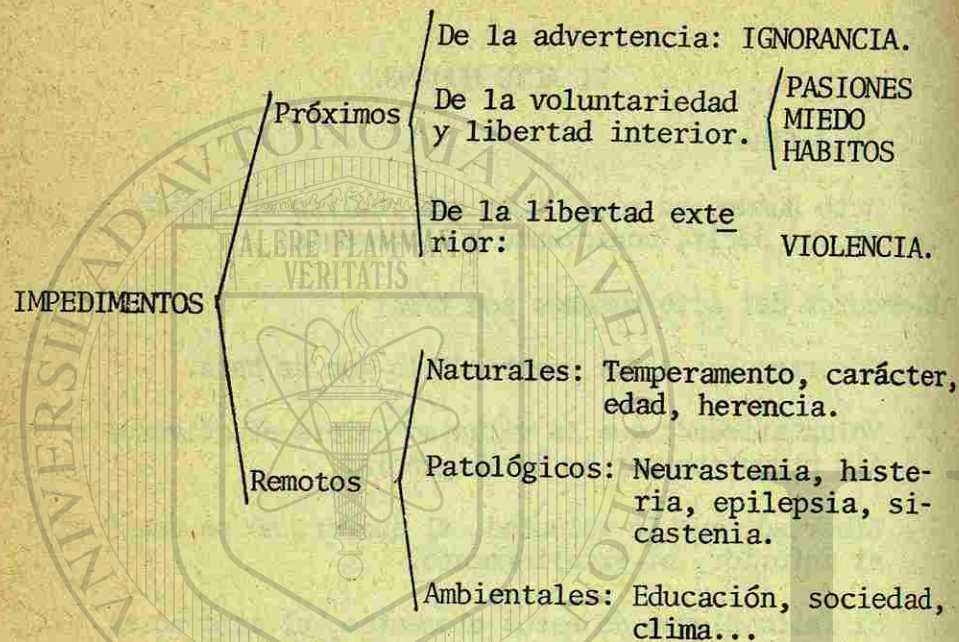 De la advertencia: IGNORANCIA.
Próximos
De la voluntariedad
y libertad interior.
PASIONES
MIEDO
HABITOS
De la libertad exte
rior: VIOLENCIA.
IMPEDIMENTOS
Remotos
Naturales: Temperamento, carácter,
edad, herencia.
Patológicos: Neurastenia, histe-
ria, epilepsia, si-
castenia.
Ambientales: Educación, sociedad,
clima...
ALERE FLAMMAM
VERITATIS